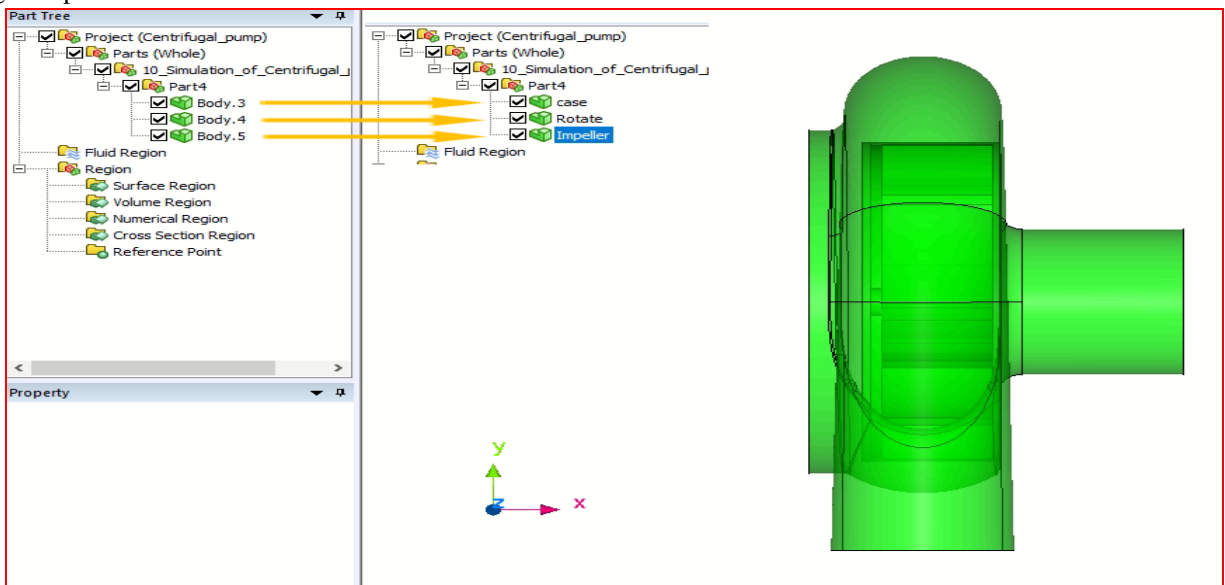 Part Tree
Project (Centrifugal_pump)
Parts (Whole)
10_Simulation_of_Centrifugal_
Part4
Body.3
Body.4
Body.5
Fluid Region
Region
Surface Region
Volume Region
Numerical Region
Cross Section Region
Reference Point
Property
Project (Centrifugal_pump)
Parts (Whole)
10_Simulation_of_Centrifugal_
Part4
case
Rotate
Impeller
Fluid Region
y
z
x